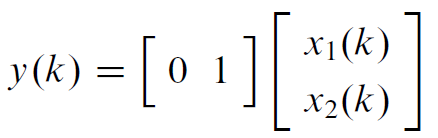 y(k) = [ 0 1 ] [ x₁(k)
x₂(k) ]